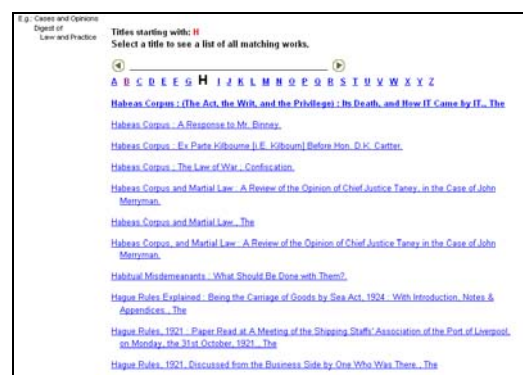 E.g.: Cases and Opinions
Digest of
Law and Practice
Titles starting with: H
Select a title to see a list of all matching works.
A B C D E F G H I J K L M N O P Q R S T U V W X Y Z
Habeas Corpus : (The Act, the Writ, and the Privilege) : Its Death, and How IT Came by IT., The
Habeas Corpus : A Response to Mr. Binney.
Habeas Corpus : Ex Parte Kilbourne [i.E. Kilbourn] Before Hon. D.K. Cartter.
Habeas Corpus : The Law of War , Confiscation.
Habeas Corpus and Martial Law : A Review of the Opinion of Chief Justice Taney, in the Case of John
Merryman.
Habeas Corpus and Martial Law., The
Habeas Corpus, and Martial Law : A Review of the Opinion of Chief Justice Taney in the Case of John
Merryman.
Habitual Misdemeanants : What Should Be Done with Them?.
Hague Rules Explained : Being the Carriage of Goods by Sea Act, 1924 : With Introduction, Notes &
Appendices., The
Hague Rules, 1921 : Paper Read at A Meeting of the Shipping Staffs' Association of the Port of Liverpool,
on Monday, the 31st October, 1921., The
Hague Rules, 1921, Discussed from the Business Side by One Who Was There., The